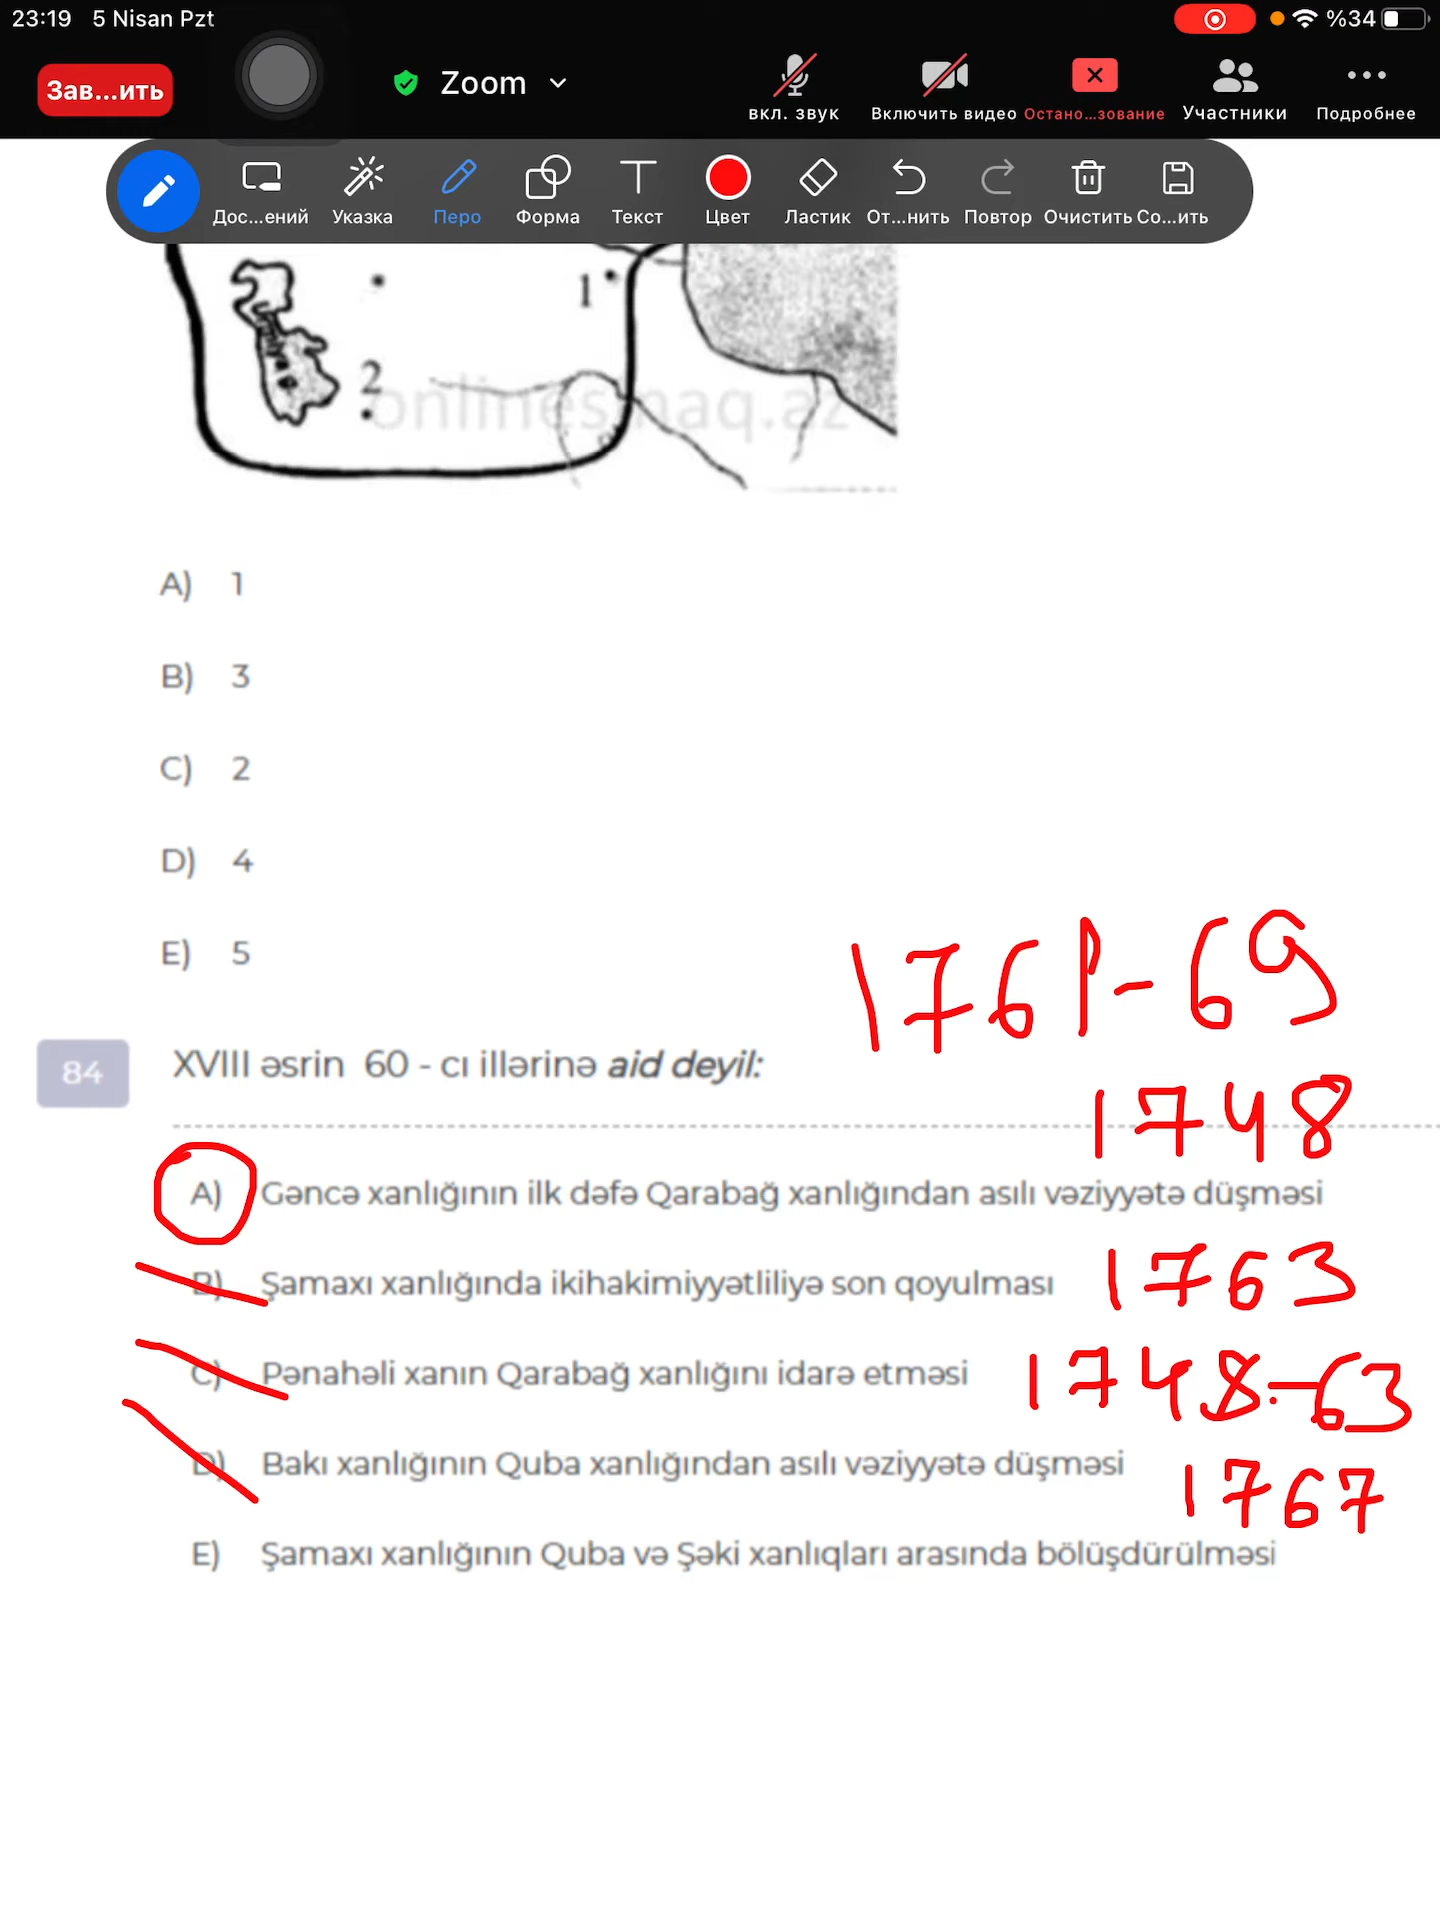 23:19 5 Nisan Pzt %34
Зав...ить Zoom вкл. звук Включить видео Остано...зование Участники Подробнее
Дос...ений Указка Перо Форма Текст Цвет Ластик От...нить Повтор Очистить Со...ить
1
2
onlinesinaq.az
A) 1
B) 3
C) 2
D) 4
E) 5
1761-69
84 XVIII əsrin 60 - cı illərinə aid deyil:
1748
A) Gəncə xanlığının ilk dəfə Qarabağ xanlığından asılı vəziyyətə düşməsi
B) Şamaxı xanlığında ikihakimiyyətliliyə son qoyulması 1763
C) Pənahəli xanın Qarabağ xanlığını idarə etməsi 1748-63
D) Bakı xanlığının Quba xanlığından asılı vəziyyətə düşməsi 1767
E) Şamaxı xanlığının Quba və Şəki xanlıqları arasında bölüşdürülməsi